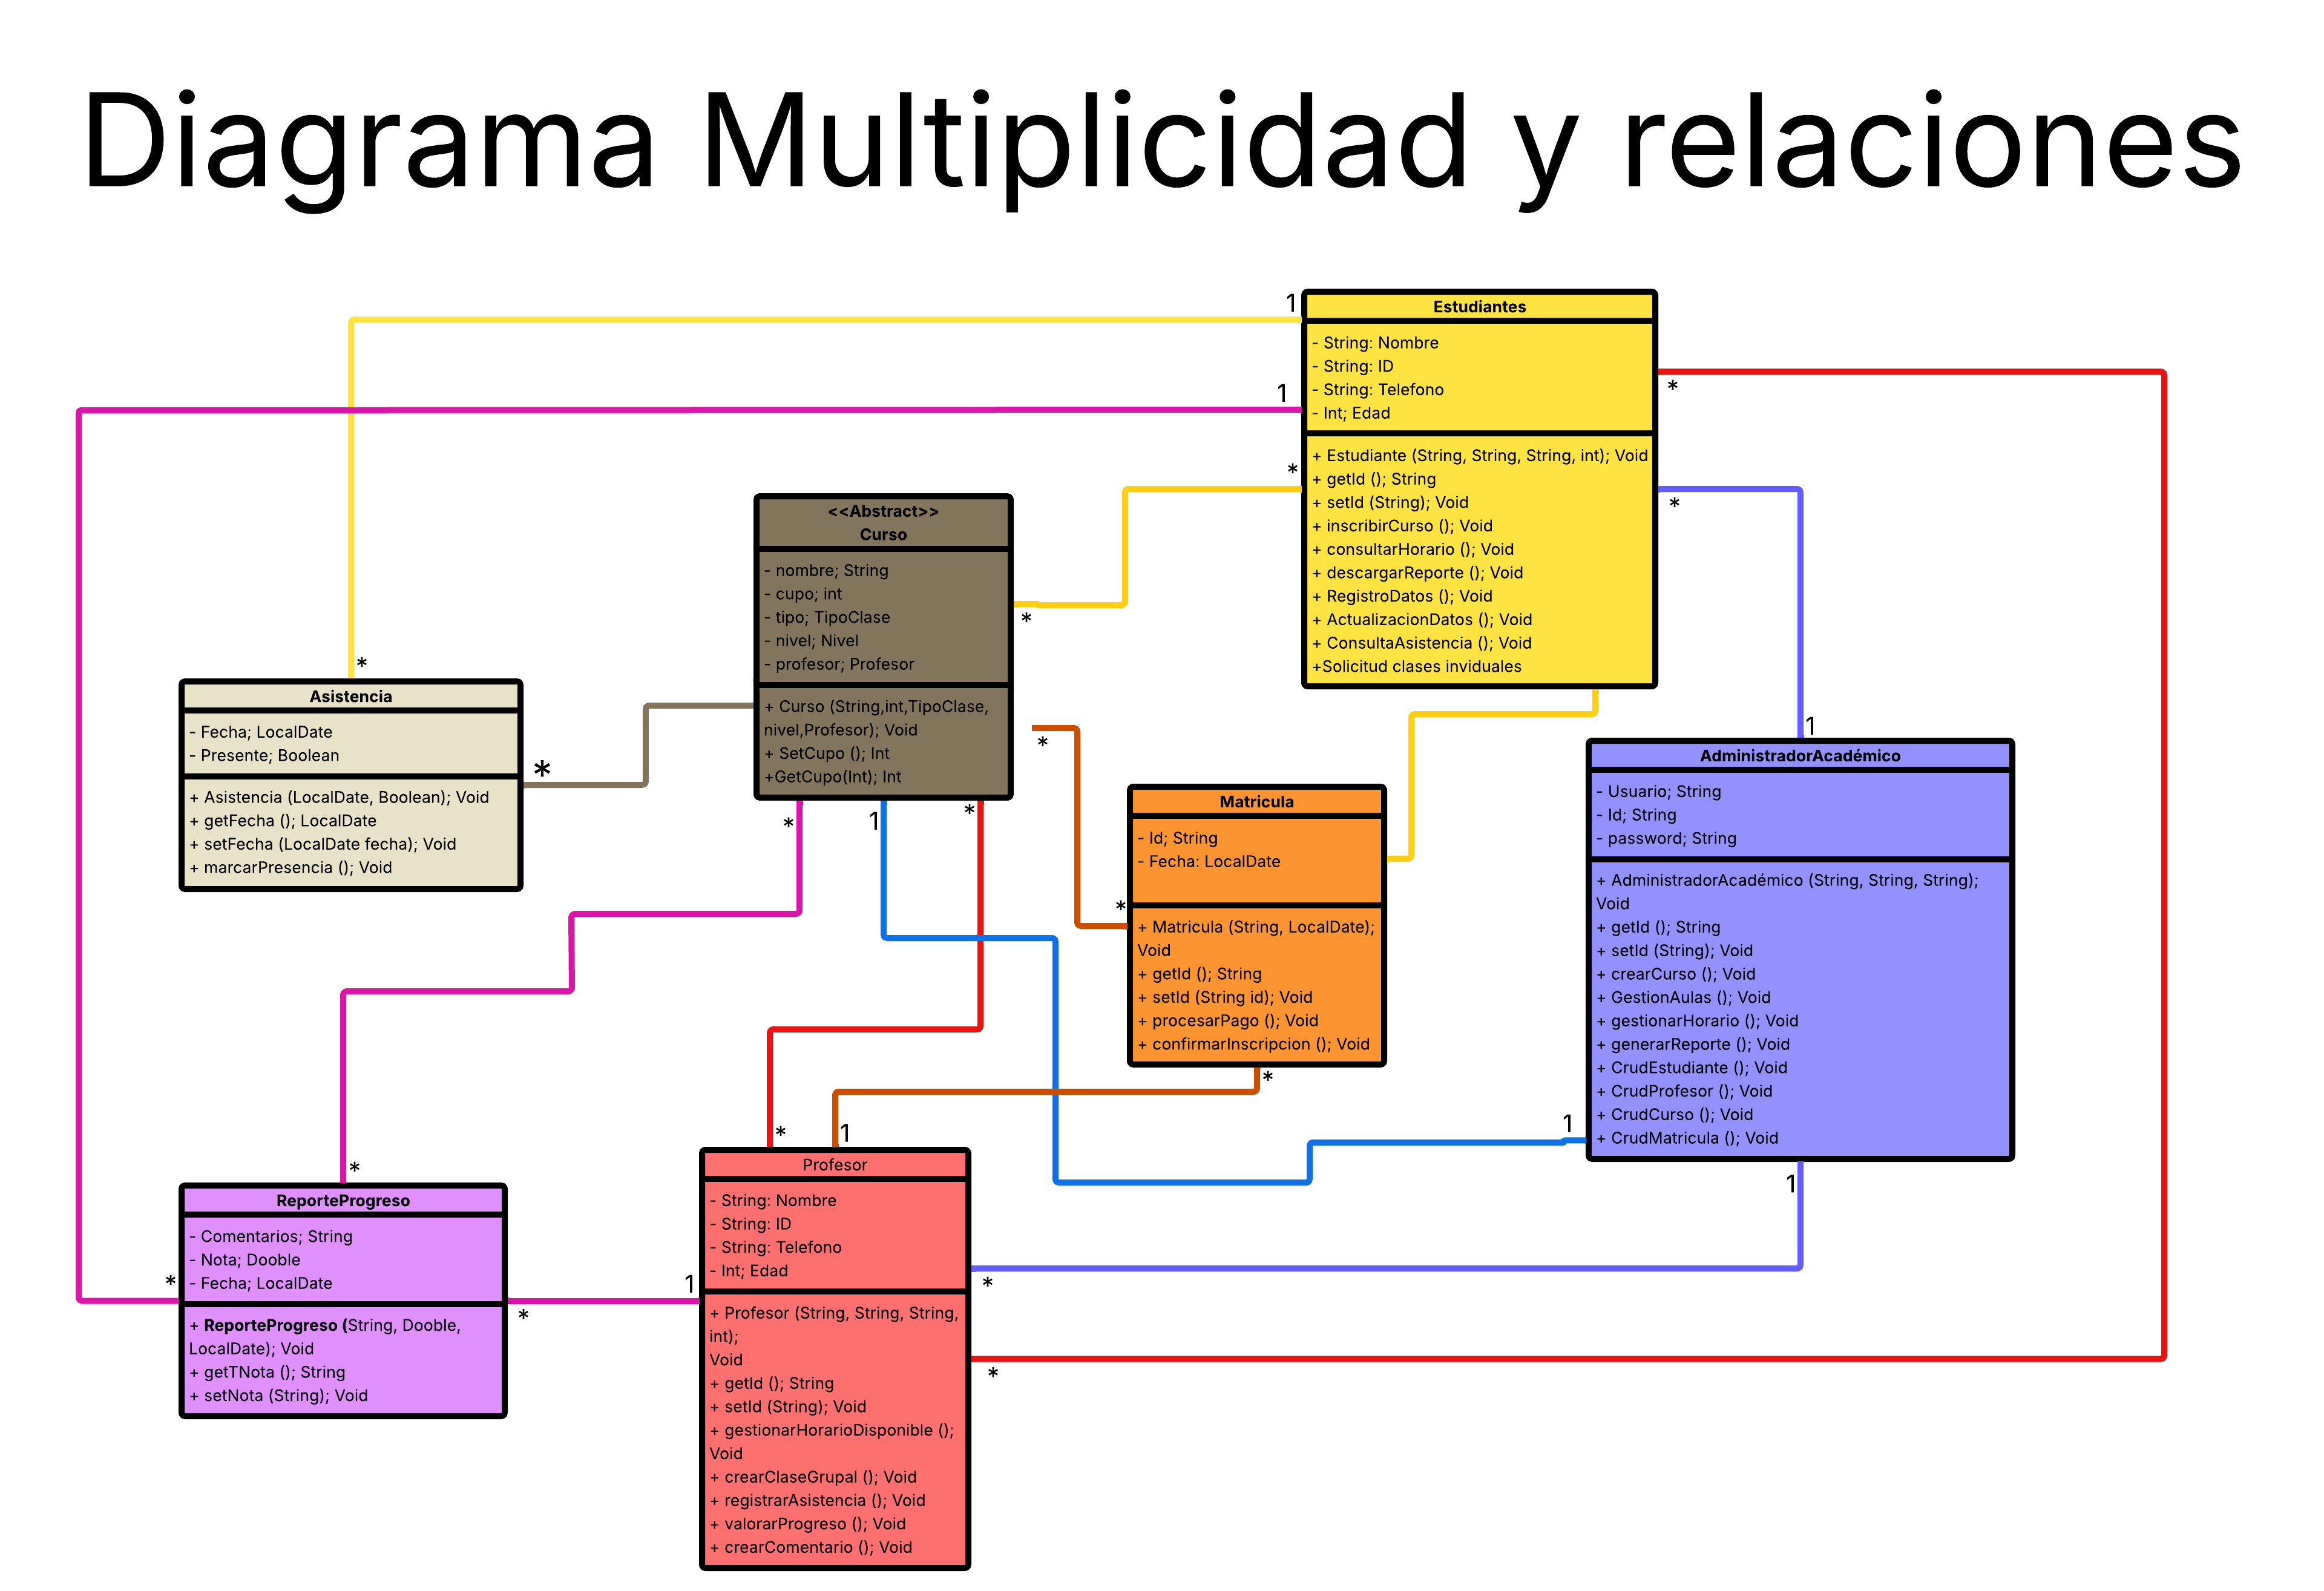 Diagrama Multiplicidad y relaciones
1
Estudiantes
- String: Nombre
- String: ID
- String: Telefono
- Int; Edad
+ Estudiante (String, String, String, int); Void
+ getId (); String
+ setId (String); Void
+ inscribirCurso (); Void
+ consultarHorario (); Void
+ descargarReporte (); Void
+ RegistroDatos (); Void
+ ActualizacionDatos (); Void
+ ConsultaAsistencia (); Void
+Solicitud clases inviduales
*
1
*
*
<<Abstract>>
Curso
- nombre; String
- cupo; int
- tipo; TipoClase
- nivel; Nivel
- profesor; Profesor
+ Curso (String,int,TipoClase,
nivel,Profesor); Void
+ SetCupo (); Int
+GetCupo(Int); Int
*
*
Asistencia
- Fecha; LocalDate
- Presente; Boolean
+ Asistencia (LocalDate, Boolean); Void
+ getFecha (); LocalDate
+ setFecha (LocalDate fecha); Void
+ marcarPresencia (); Void
*
*
1
*
*
Matricula
- Id; String
- Fecha: LocalDate
+ Matricula (String, LocalDate);
Void
+ getId (); String
+ setId (String id); Void
+ procesarPago (); Void
+ confirmarInscripcion (); Void
*
*
1
AdministradorAcadémico
- Usuario; String
- Id; String
- password; String
+ AdministradorAcadémico (String, String, String);
Void
+ getId (); String
+ setId (String); Void
+ crearCurso (); Void
+ GestionAulas (); Void
+ gestionarHorario (); Void
+ generarReporte (); Void
+ CrudEstudiante (); Void
+ CrudProfesor (); Void
+ CrudCurso (); Void
+ CrudMatricula (); Void
1
1
*
ReporteProgreso
- Comentarios; String
- Nota; Dooble
- Fecha; LocalDate
+ ReporteProgreso (String, Dooble,
LocalDate); Void
+ getTNota (); String
+ setNota (String); Void
*
*
1
*
1
Profesor
- String: Nombre
- String: ID
- String: Telefono
- Int; Edad
+ Profesor (String, String, String,
int);
Void
+ getId (); String
+ setId (String); Void
+ gestionarHorarioDisponible ();
Void
+ crearClaseGrupal (); Void
+ registrarAsistencia (); Void
+ valorarProgreso (); Void
+ crearComentario (); Void
*
*